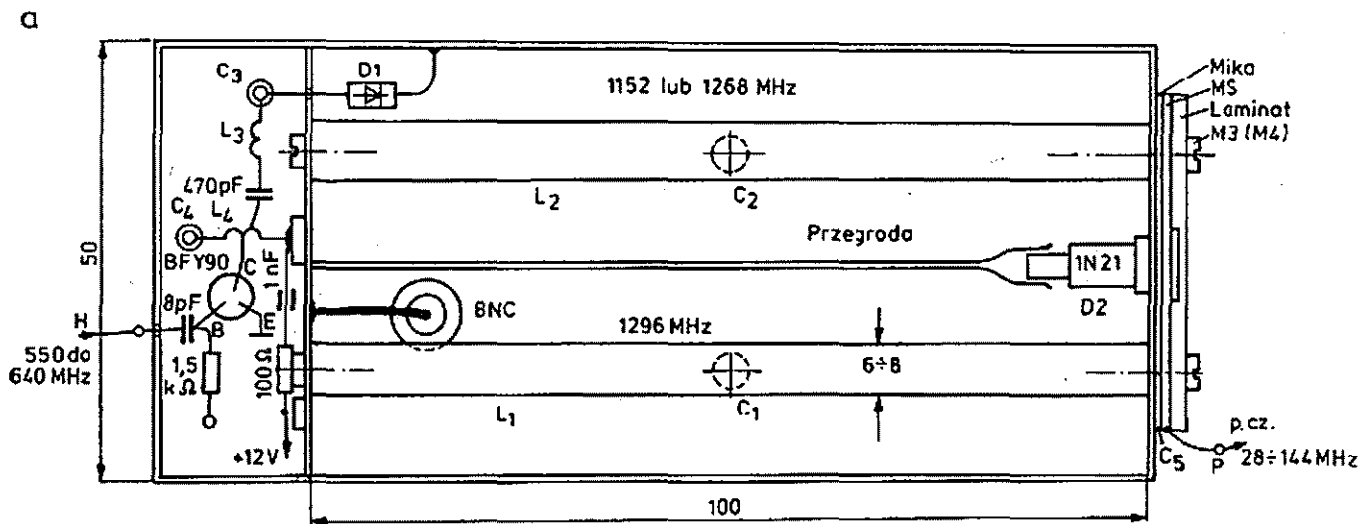 a
C3
D1
1152 lub 1268 MHz
Mika
MS
Laminat
M3 (M4)
L3
470pF
C4
L4
L2
C2
Przegroda
50
BFY90
C
1nF
1N21
D2
8pF
BNC
H
B
E
1296 MHz
550 do
640 MHz
1,5
kΩ
100Ω
6÷8
L1
C1
+12V
p.cz.
C5
P
28÷144 MHz
100